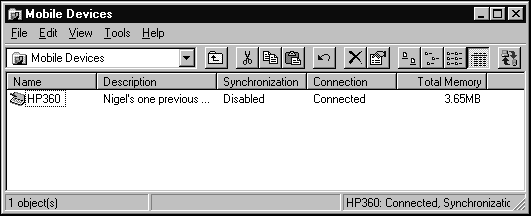 Mobile Devices
File Edit View Tools Help
Mobile Devices
Name Description Synchronization Connection Total Memory
HP360 Nigel's one previous ... Disabled Connected 3.65MB
1 object(s) HP360: Connected, Synchronizatic